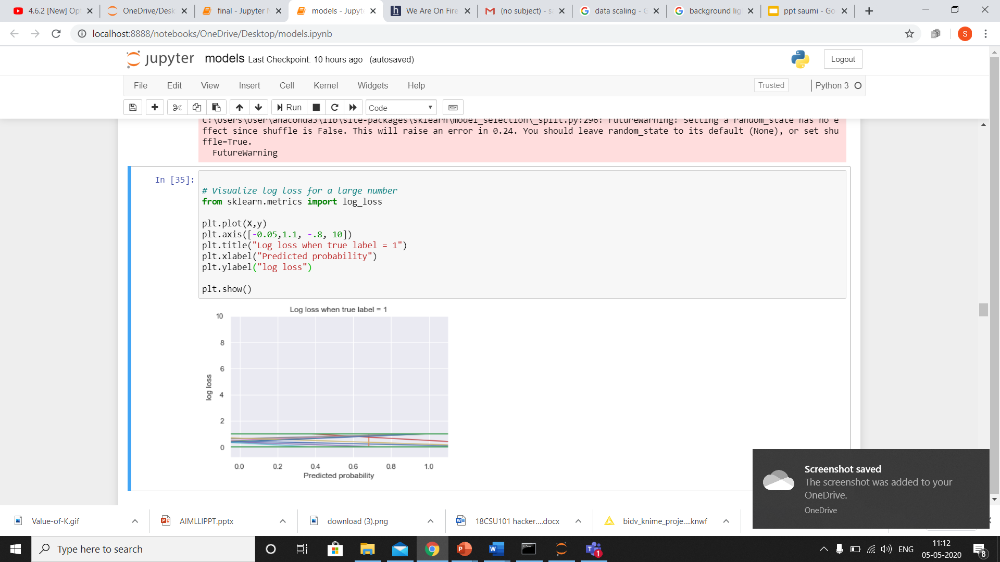 4.6.2 [New] Opt
OneDrive/Desk
final - Jupyter N
models - Jupyt
We Are On Fire
(no subject) - s
data scaling - G
background lig
ppt saumi - Go
localhost:8888/notebooks/OneDrive/Desktop/models.ipynb
S
jupyter models Last Checkpoint: 10 hours ago (autosaved)
Logout
File Edit View Insert Cell Kernel Widgets Help
Trusted
Python 3
Run
Code
C:\Users\User\anaconda3\lib\site-packages\sklearn\model_selection\_split.py:296: FutureWarning: Setting a random_state has no e
ffect since shuffle is False. This will raise an error in 0.24. You should leave random_state to its default (None), or set shu
ffle=True.
FutureWarning
In [35]:
# Visualize log loss for a large number
from sklearn.metrics import log_loss
plt.plot(X,y)
plt.axis([-0.05,1.1, -.8, 10])
plt.title("Log loss when true label = 1")
plt.xlabel("Predicted probability")
plt.ylabel("log loss")
plt.show()
Log loss when true label = 1
10
8
6
4
2
0
log loss
0.0 0.2 0.4 0.6 0.8 1.0
Predicted probability
Screenshot saved
The screenshot was added to your
OneDrive.
OneDrive
Value-of-K.gif
AIMLLIPPT.pptx
download (3).png
18CSU101 hacker....docx
bidv_knime_proje....knwf
Type here to search
1
ENG
11:12
05-05-2020
8